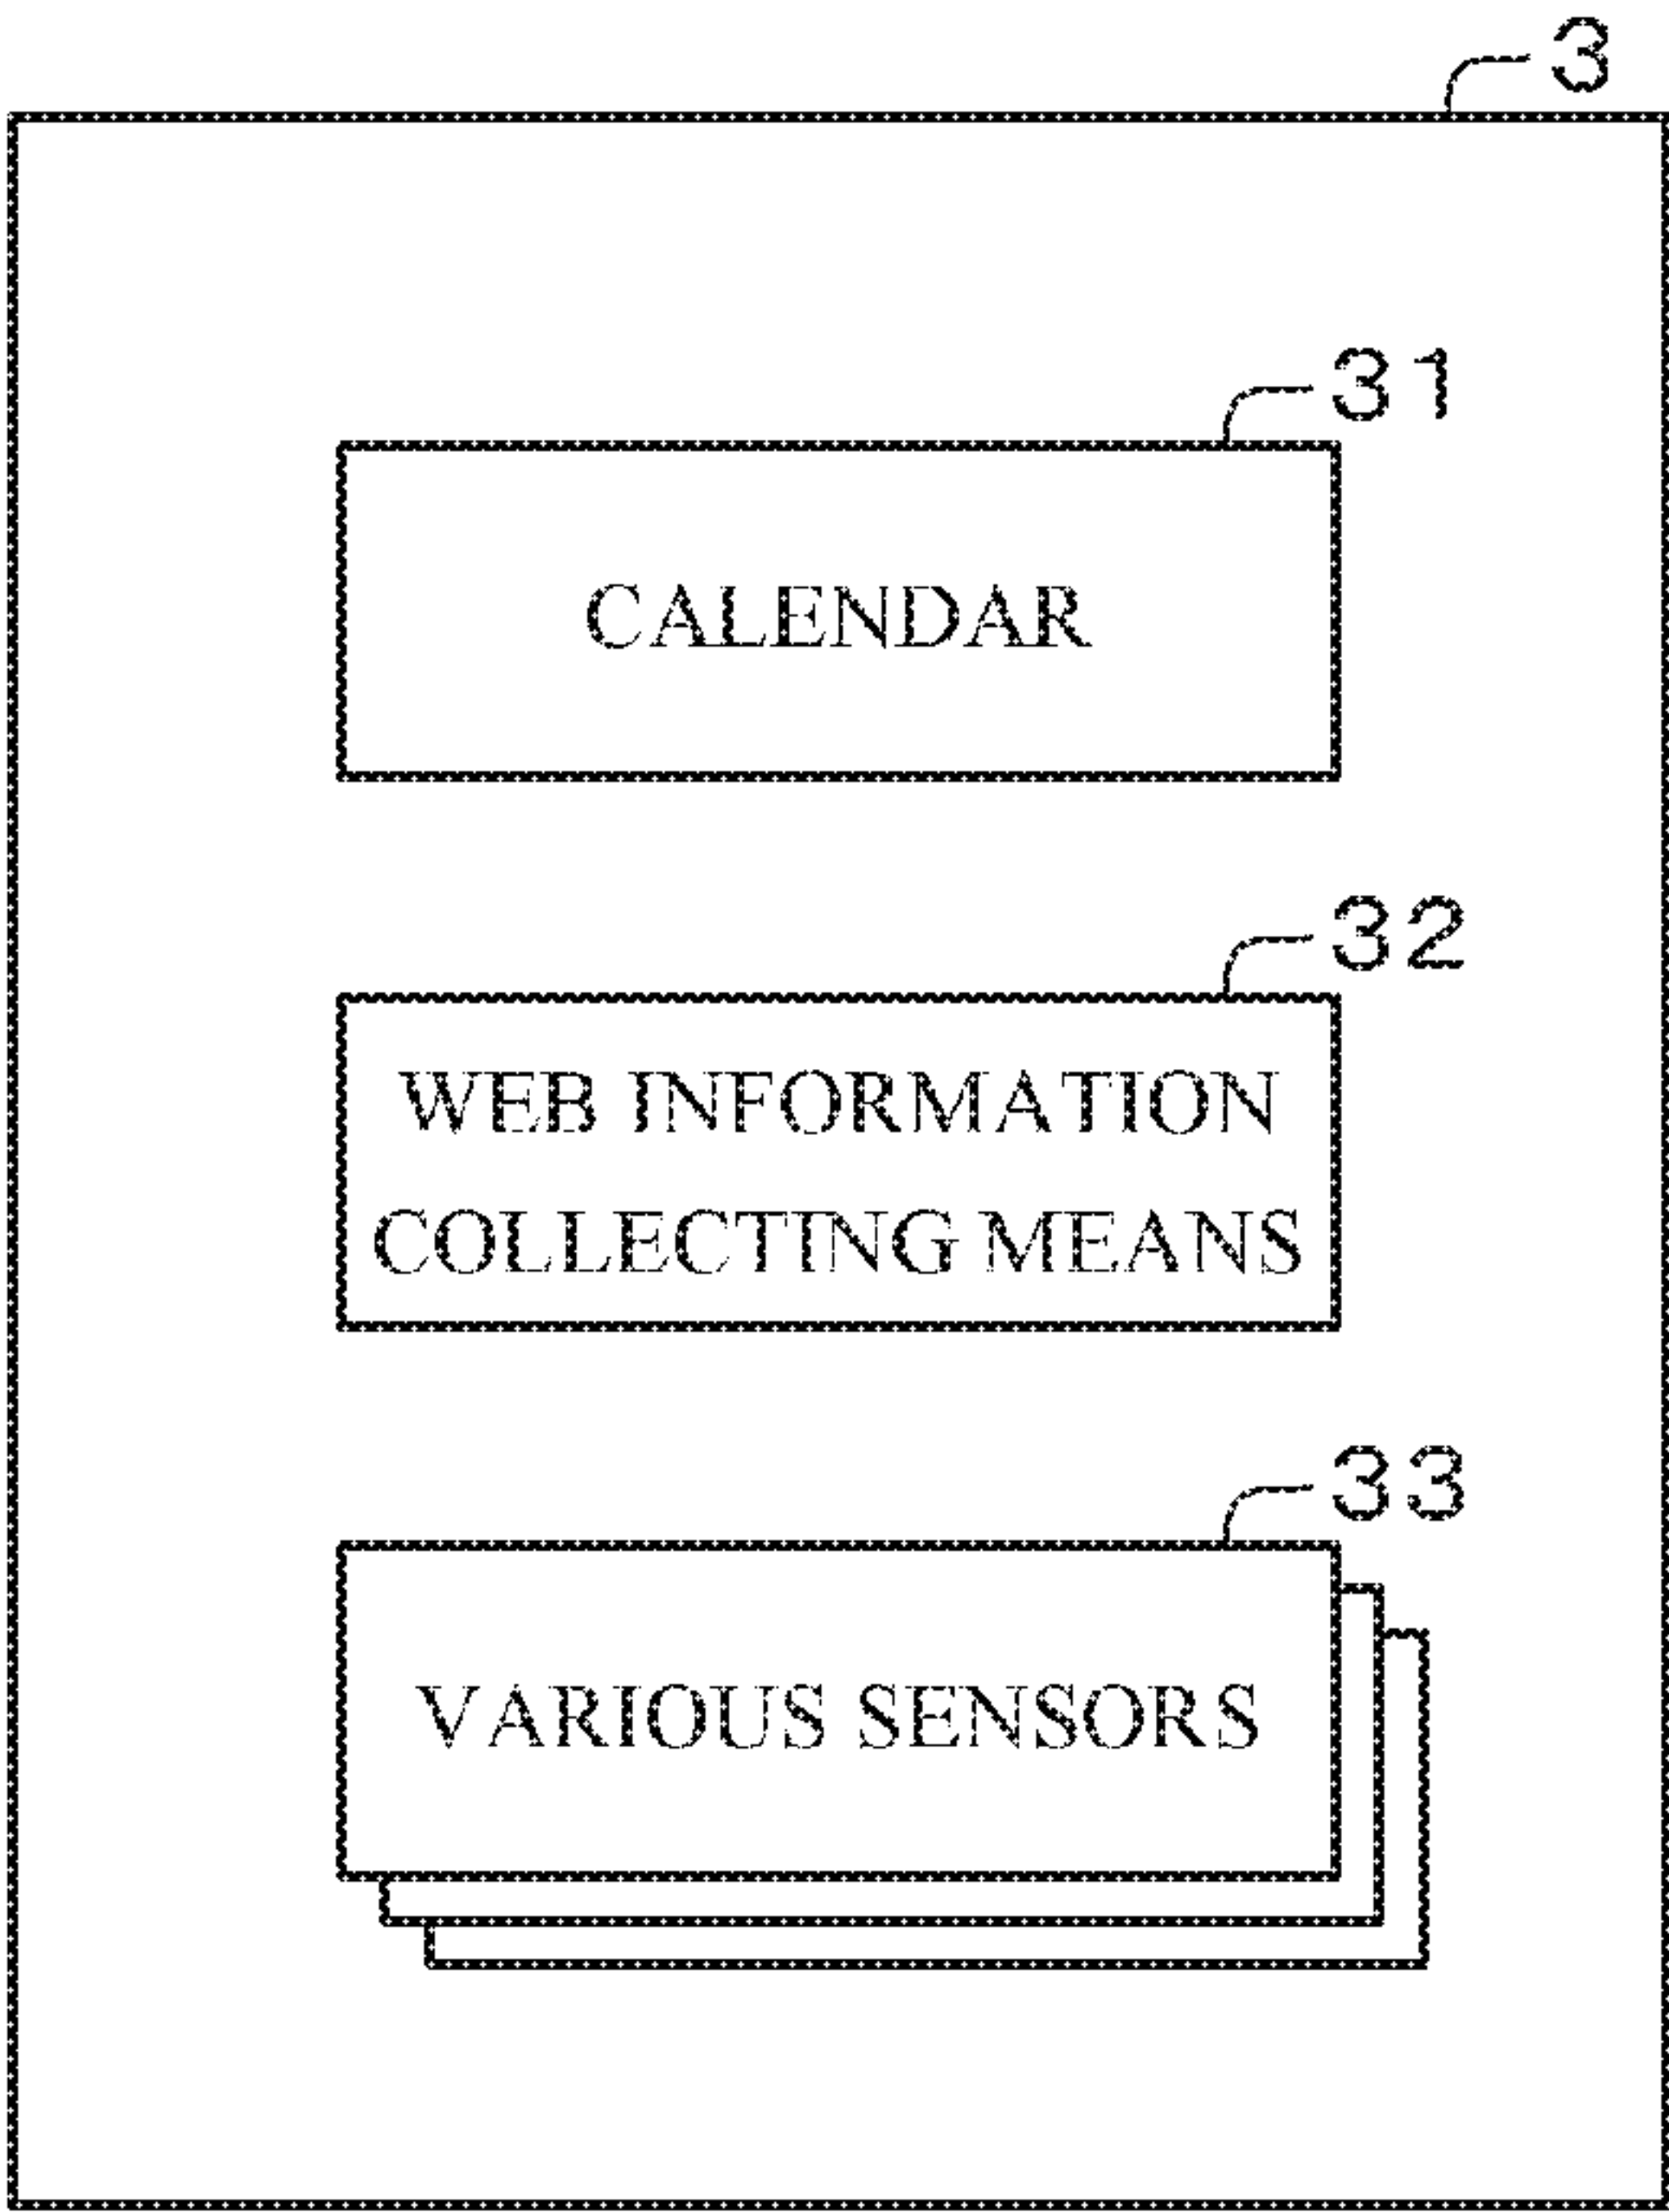 3
31
CALENDAR
32
WEB INFORMATION
COLLECTING MEANS
33
VARIOUS SENSORS